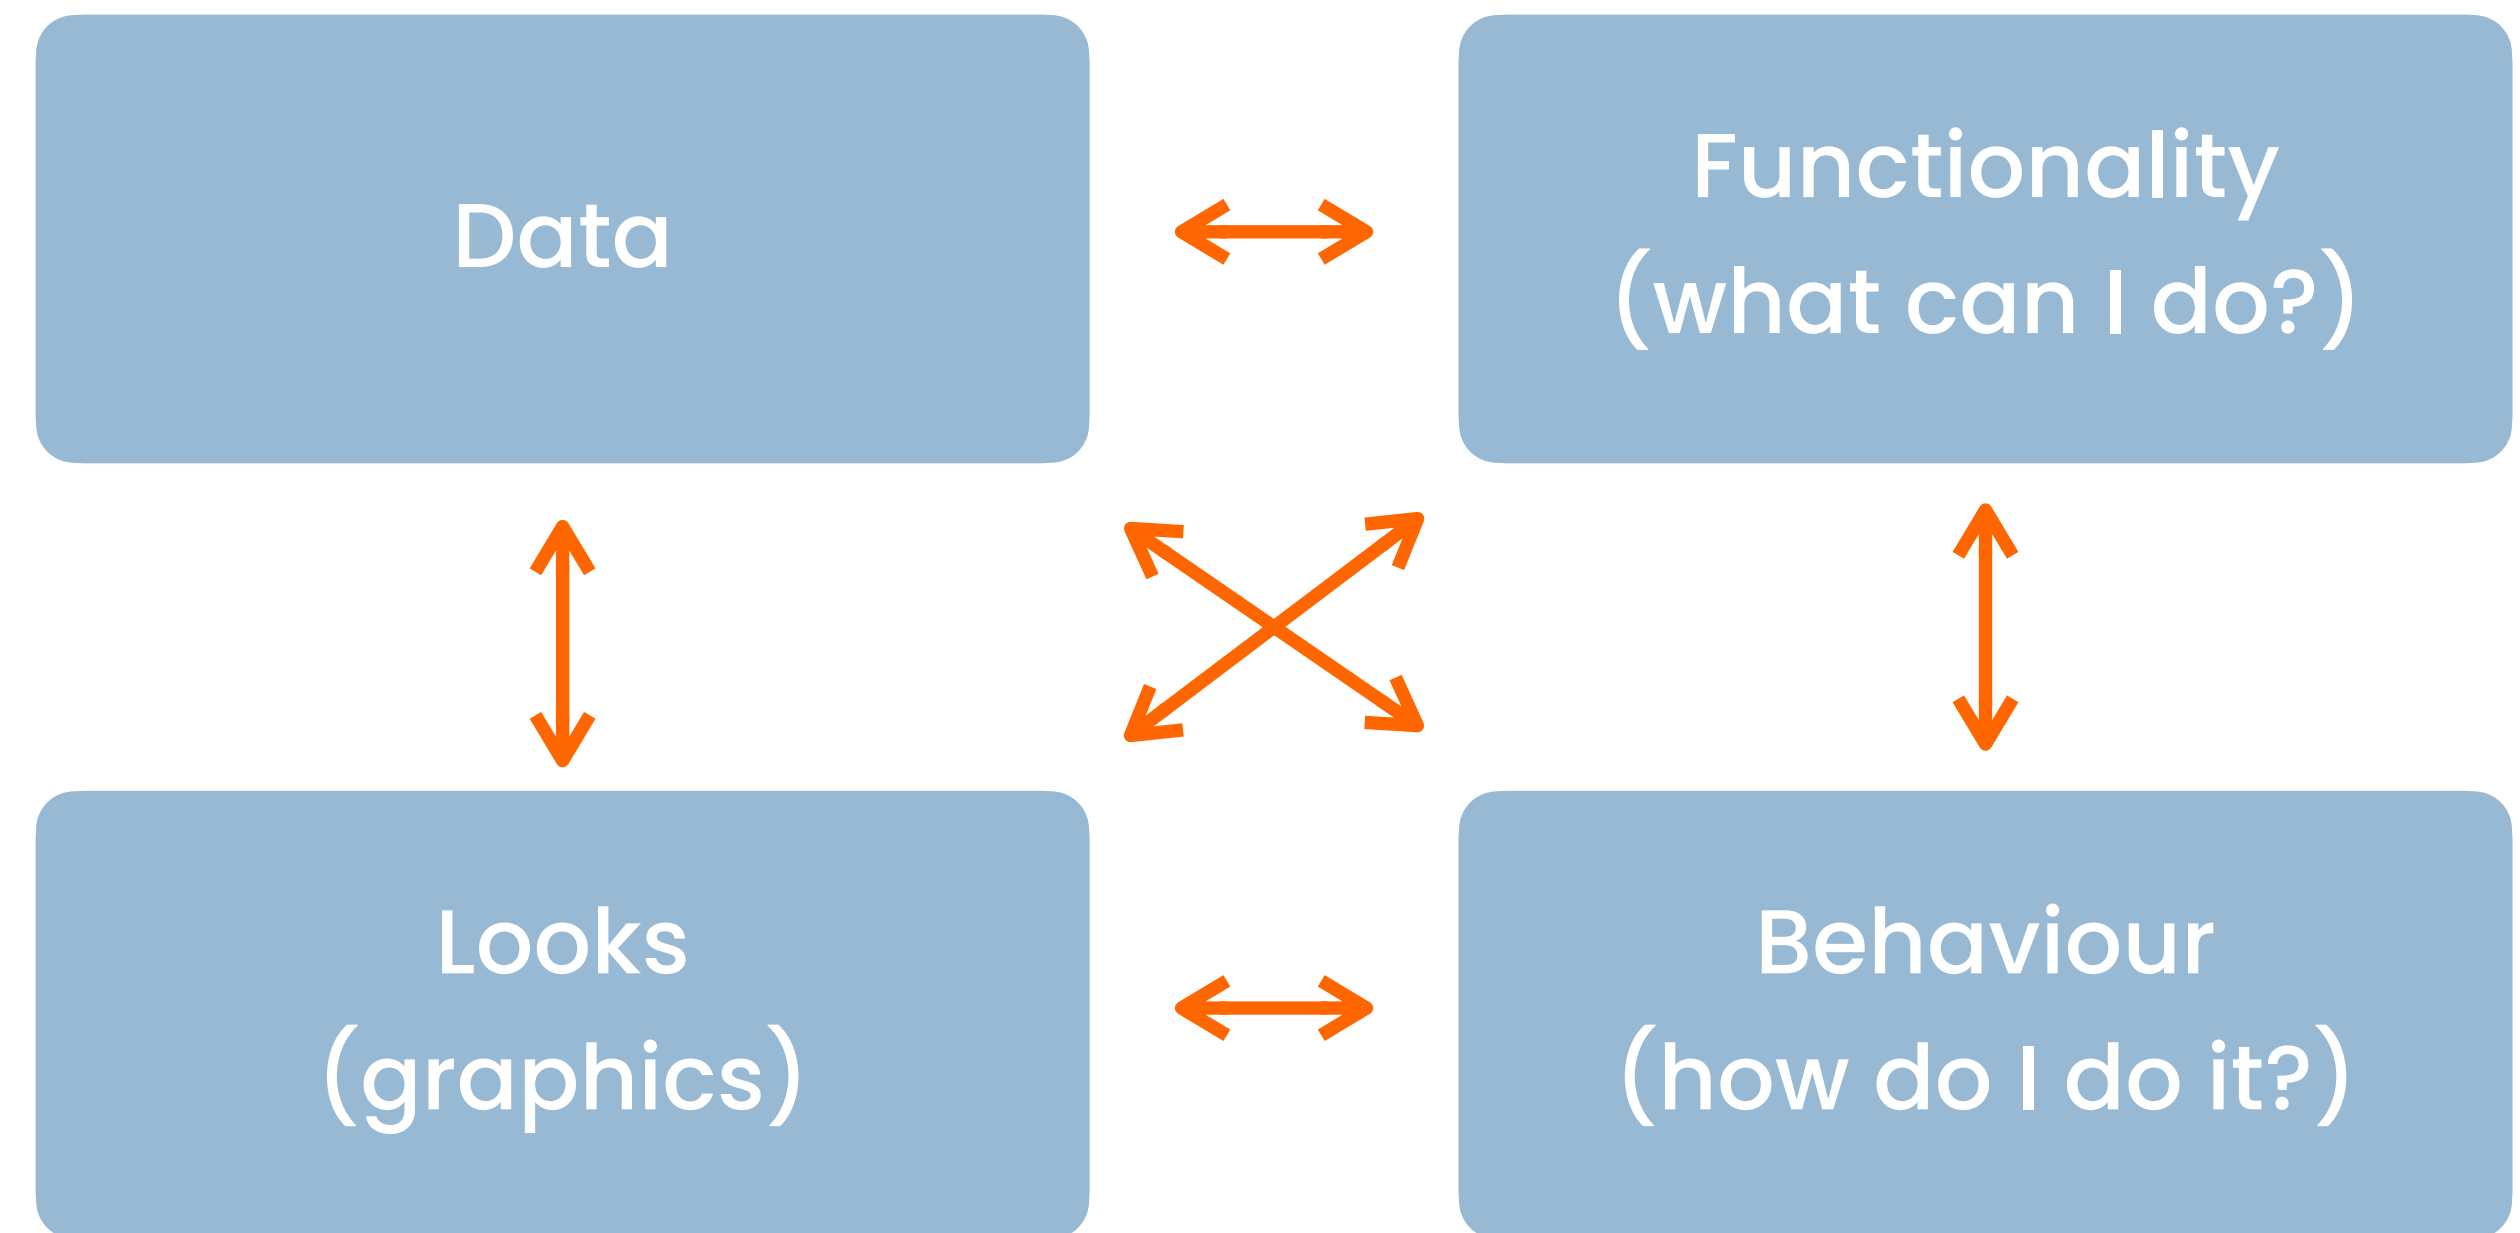 Data
Functionality
(what can I do?)
Looks
(graphics)
Behaviour
(how do I do it?)